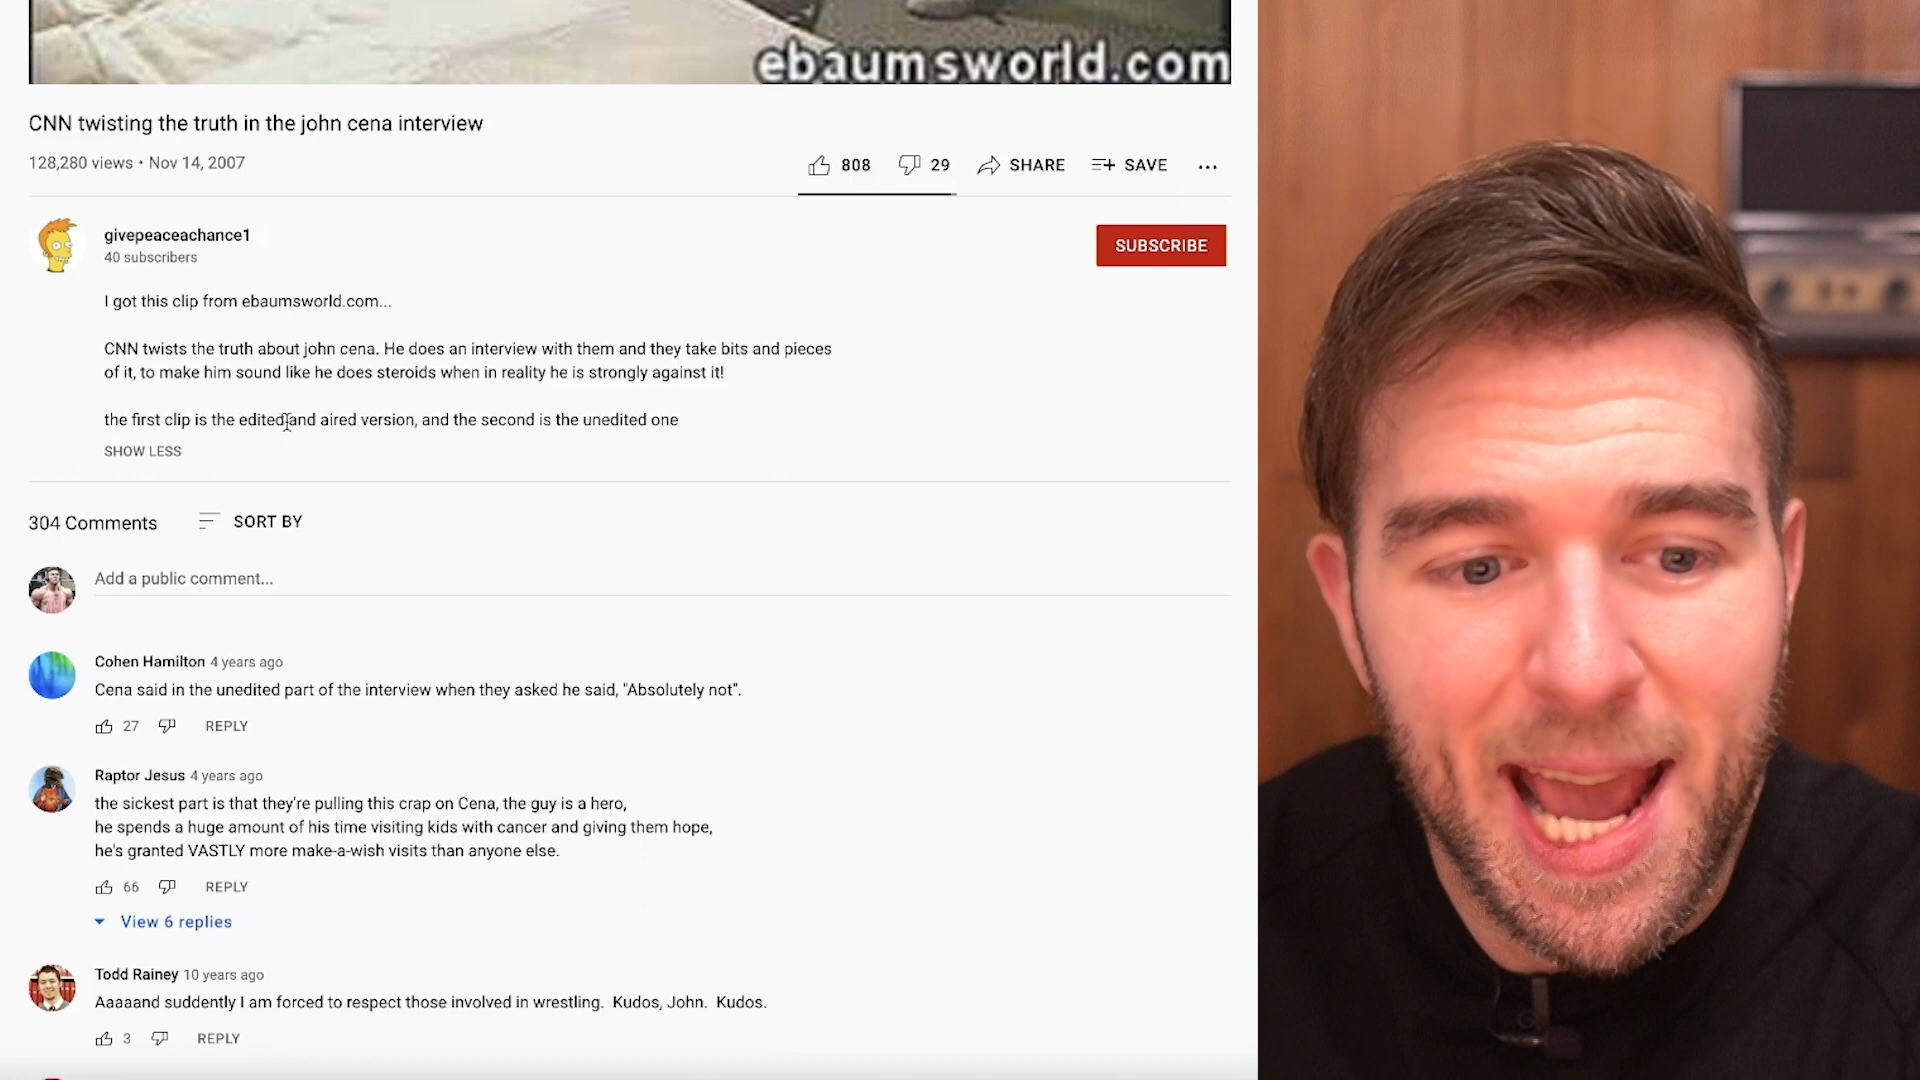 ebaumsworld.com
CNN twisting the truth in the john cena interview
128,280 views • Nov 14, 2007
808
29
SHARE
SAVE
givepeaceachance1
40 subscribers
SUBSCRIBE
I got this clip from ebaumsworld.com...
CNN twists the truth about john cena. He does an interview with them and they take bits and pieces
of it, to make him sound like he does steroids when in reality he is strongly against it!
the first clip is the edited and aired version, and the second is the unedited one
SHOW LESS
304 Comments
SORT BY
Add a public comment...
Cohen Hamilton 4 years ago
Cena said in the unedited part of the interview when they asked he said, "Absolutely not".
27
REPLY
Raptor Jesus 4 years ago
the sickest part is that they're pulling this crap on Cena, the guy is a hero,
he spends a huge amount of his time visiting kids with cancer and giving them hope,
he's granted VASTLY more make-a-wish visits than anyone else.
66
REPLY
View 6 replies
Todd Rainey 10 years ago
Aaaaand suddenly I am forced to respect those involved in wrestling. Kudos, John. Kudos.
3
REPLY